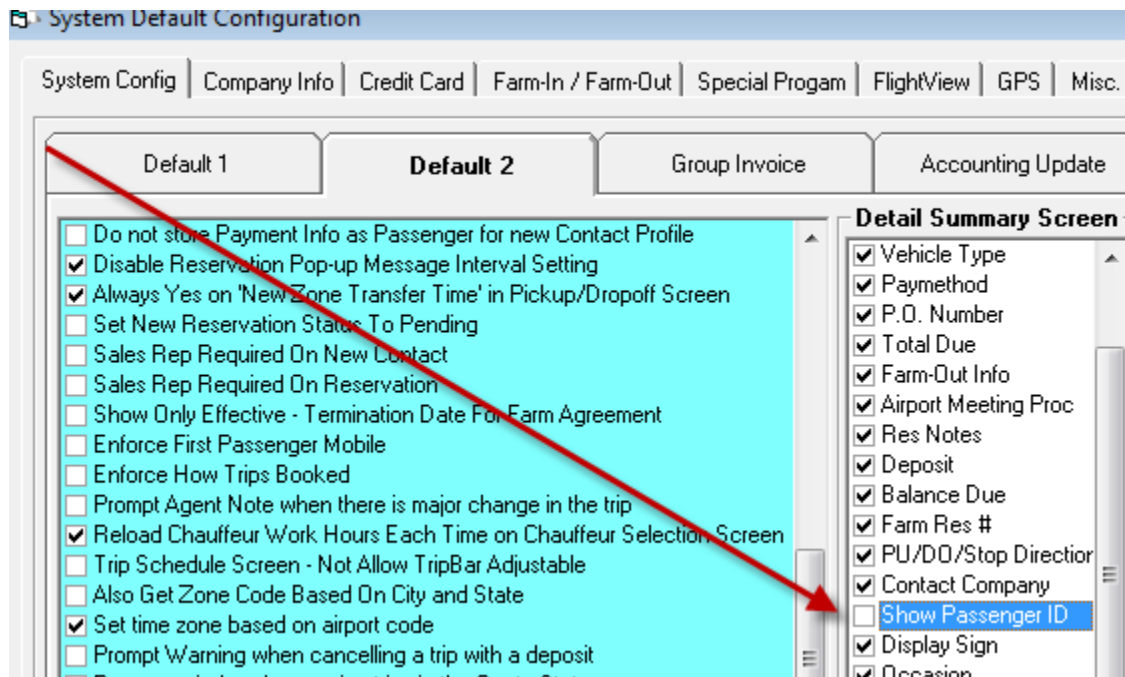 System Default Configuration
System Config Company Info Credit Card Farm-In / Farm-Out Special Progam FlightView GPS Misc.
Default 1 Default 2 Group Invoice Accounting Update
Do not store Payment Info as Passenger for new Contact Profile
Disable Reservation Pop-up Message Interval Setting
Always Yes on 'New Zone Transfer Time' in Pickup/Dropoff Screen
Set New Reservation Status To Pending
Sales Rep Required On New Contact
Sales Rep Required On Reservation
Show Only Effective - Termination Date For Farm Agreement
Enforce First Passenger Mobile
Enforce How Trips Booked
Prompt Agent Note when there is major change in the trip
Reload Chauffeur Work Hours Each Time on Chauffeur Selection Screen
Trip Schedule Screen - Not Allow TripBar Adjustable
Also Get Zone Code Based On City and State
Set time zone based on airport code
Prompt Warning when cancelling a trip with a deposit
Detail Summary Screen
Vehicle Type
Paymethod
P.O. Number
Total Due
Farm-Out Info
Airport Meeting Proc
Res Notes
Deposit
Balance Due
Farm Res #
PU/DO/Stop Direction
Contact Company
Show Passenger ID
Display Sign
Occasion